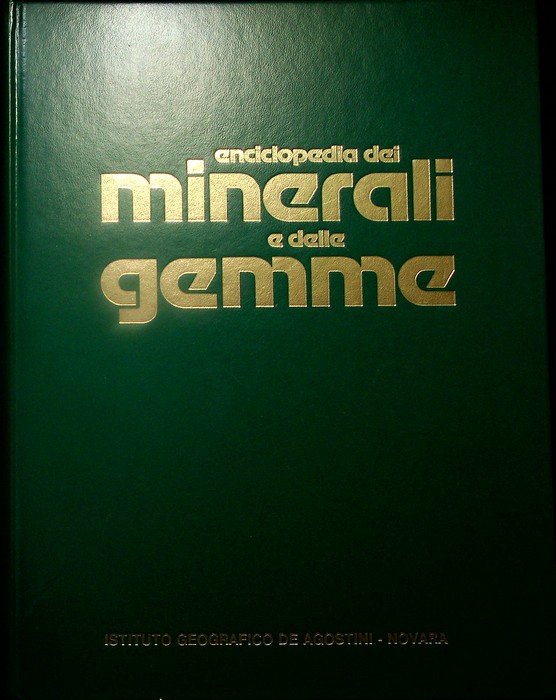 enciclopedia dei
minerali
e delle
gemme
ISTITUTO GEOGRAFICO DE AGOSTINI - NOVARA